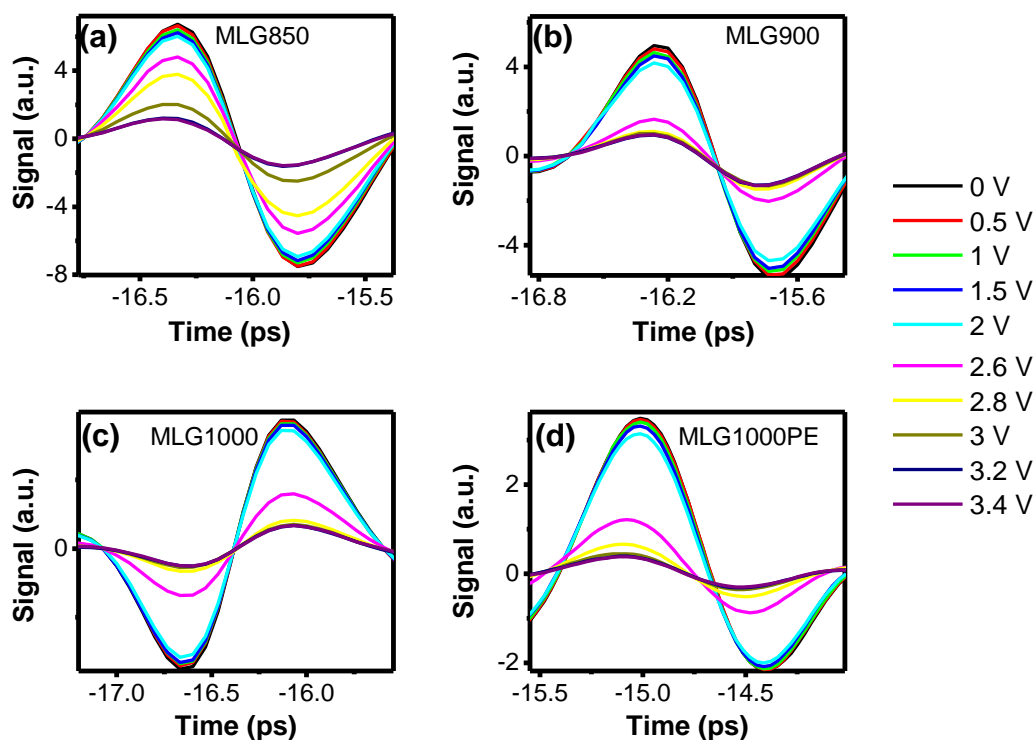 (a) MLG850
Signal (a.u.)
4
0
-4
-8
-16.5 -16.0 -15.5
Time (ps)
(b) MLG900
Signal (a.u.)
4
0
-4
-16.8 -16.2 -15.6
Time (ps)
(c) MLG1000
Signal (a.u.)
0
-17.0 -16.5 -16.0
Time (ps)
(d) MLG1000PE
Signal (a.u.)
2
0
-2
-15.5 -15.0 -14.5
Time (ps)
0 V
0.5 V
1 V
1.5 V
2 V
2.6 V
2.8 V
3 V
3.2 V
3.4 V